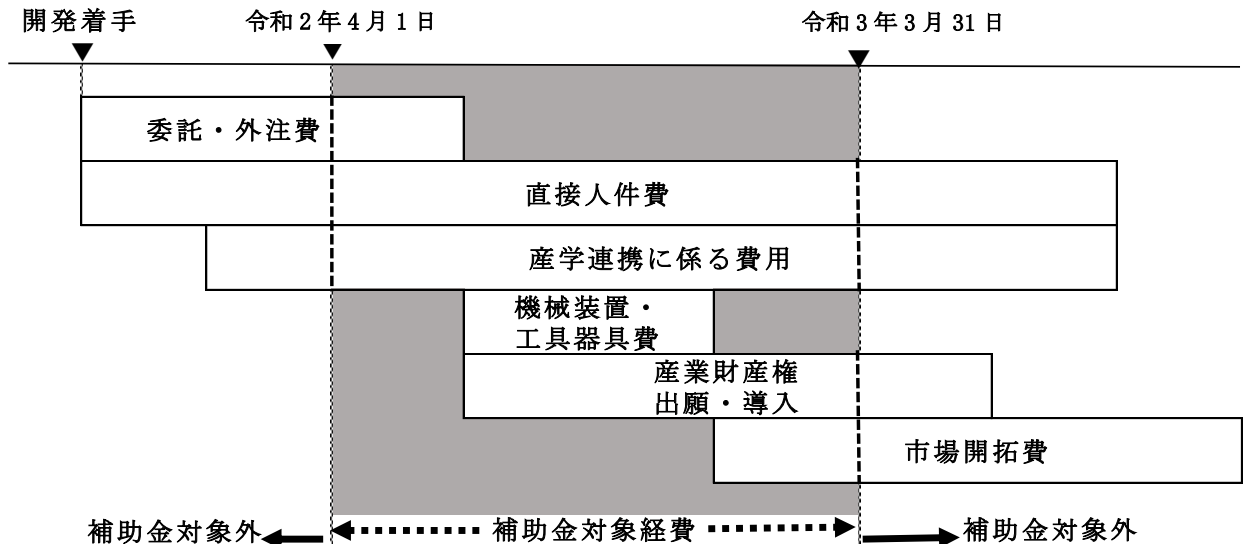 開発着手
令和2年4月1日
令和3年3月31日
委託・外注費
直接人件費
産学連携に係る費用
機械装置・
工具器具費
産業財産権
出願・導入
市場開拓費
補助金対象外
補助金対象経費
補助金対象外